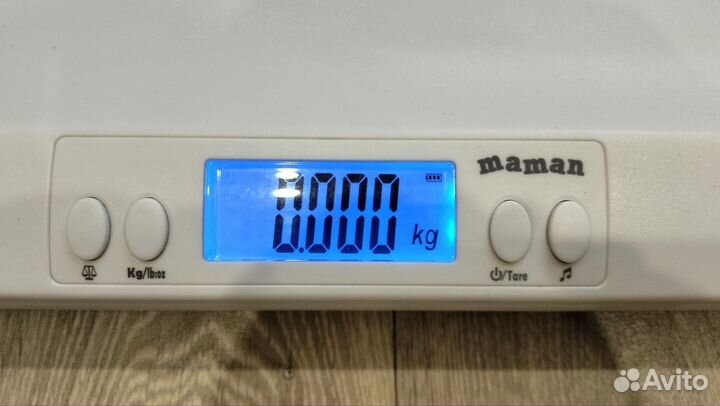 maman
0.000 kg
Kg/lb:oz
/Tare
Avito